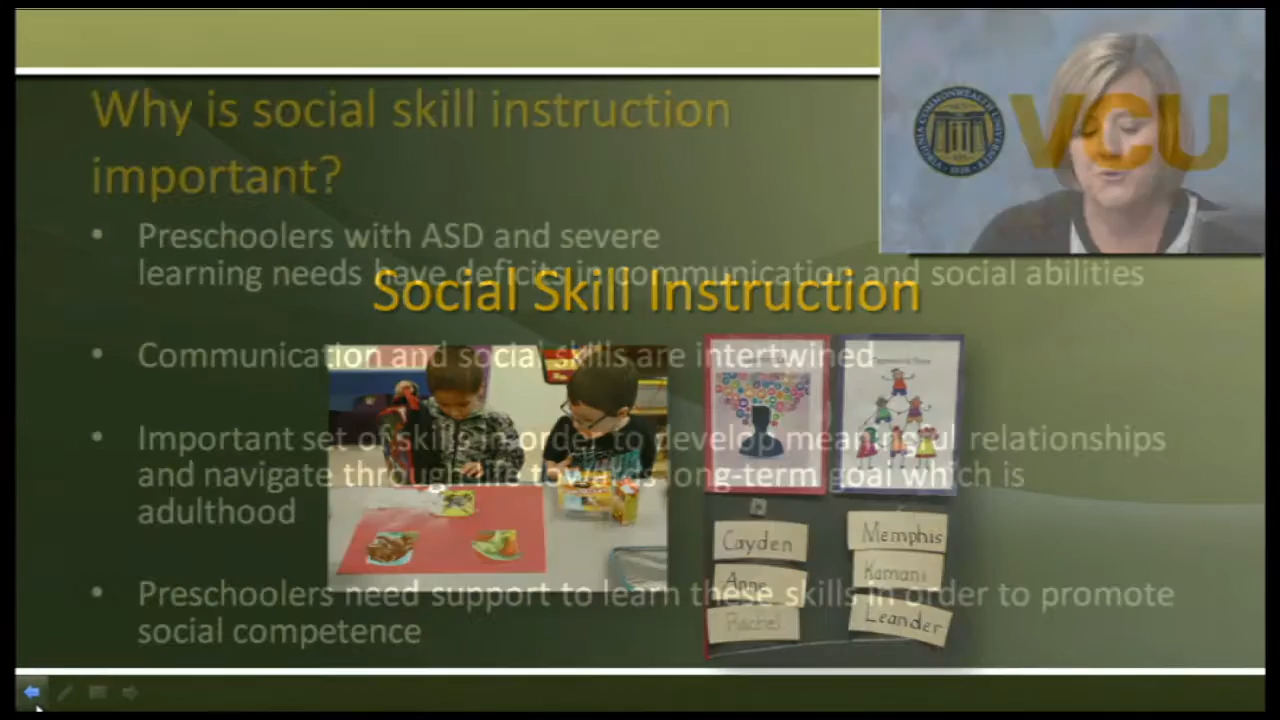 Why is social skill instruction
important?
VCU
VIRGINIA COMMONWEALTH UNIVERSITY
• Preschoolers with ASD and severe
learning needs have deficits in communication and social abilities
Social Skill Instruction
• Communication and social skills are intertwined
• Important set of skills in order to develop meaningful relationships
and navigate through life towards long-term goal which is
adulthood
Cayden
Anne
Rachel
Memphis
Kamani
Leander
• Preschoolers need support to learn these skills in order to promote
social competence